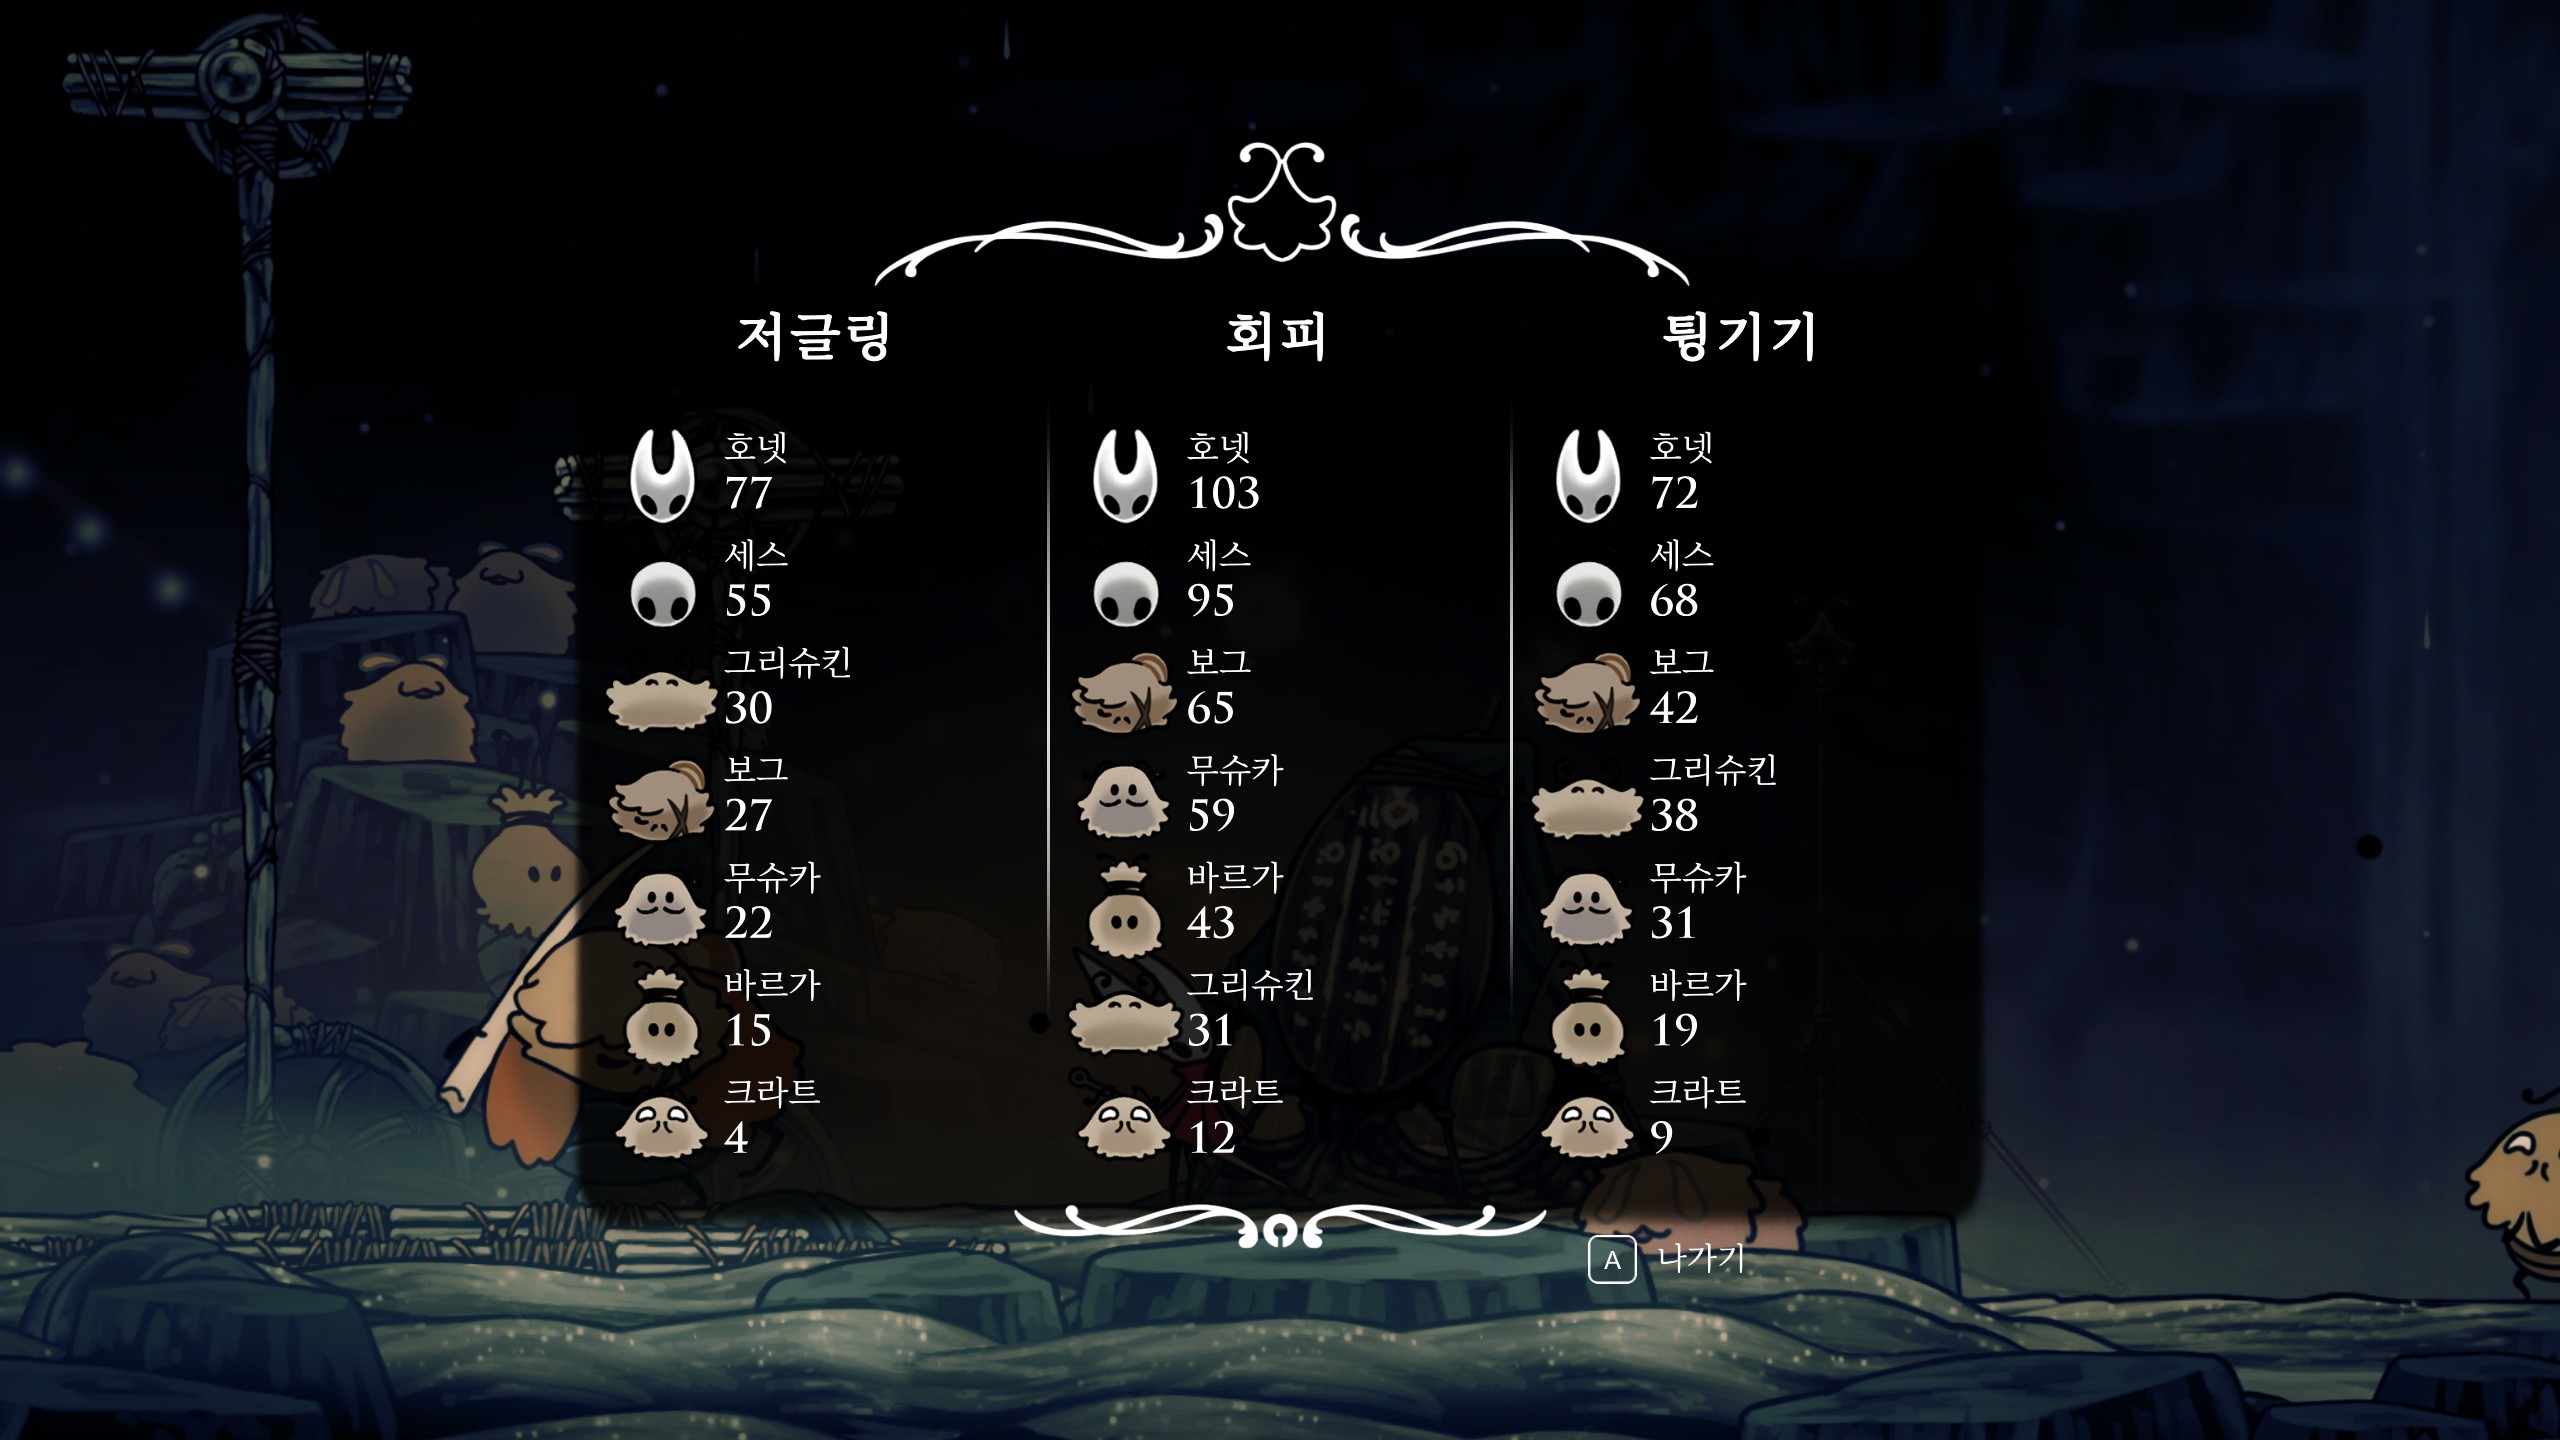 저글링
호넷
77
세스
55
그리슈킨
30
보그
27
무슈카
22
바르가
15
크라트
4
회피
호넷
103
세스
95
보그
65
무슈카
59
바르가
43
그리슈킨
31
크라트
12
튕기기
호넷
72
세스
68
보그
42
그리슈킨
38
무슈카
31
바르가
19
크라트
9
A 나가기